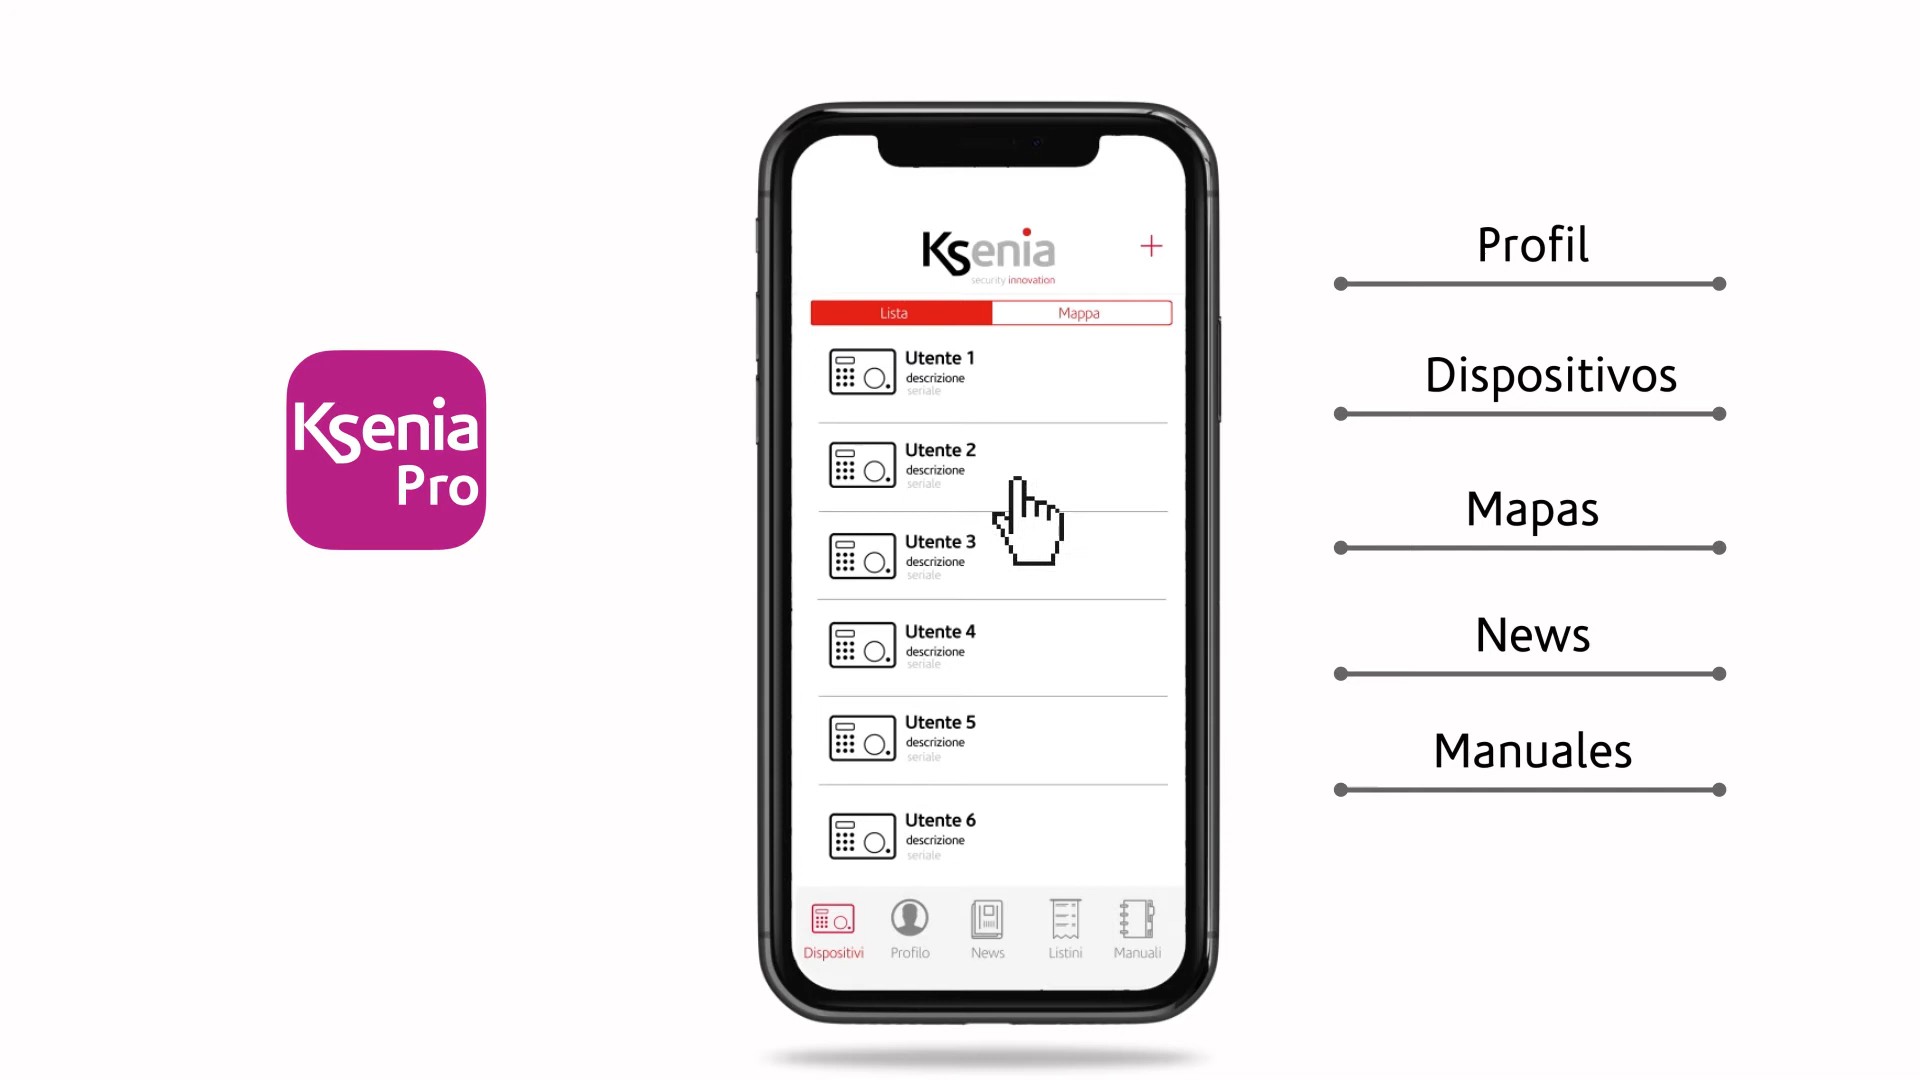 Ksenia
Pro
Ksenia
security innovation
+
Lista
Mappa
Utente 1
descrizione
seriale
Utente 2
descrizione
seriale
Utente 3
descrizione
seriale
Utente 4
descrizione
seriale
Utente 5
descrizione
seriale
Utente 6
descrizione
seriale
Dispositivi
Profilo
News
Listini
Manuali
Profil
Dispositivos
Mapas
News
Manuales